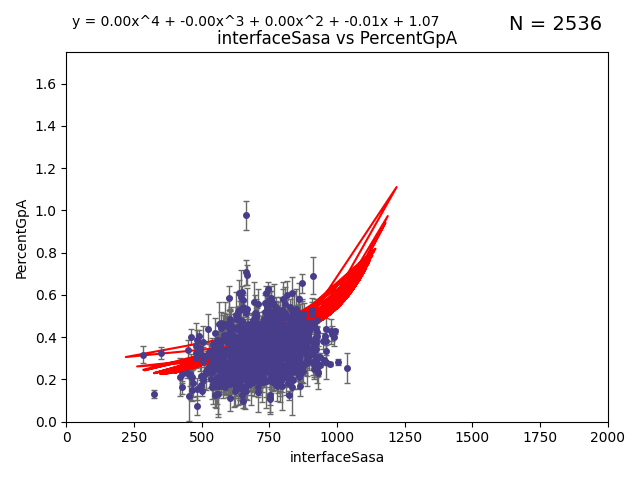 y = 0.00x^4 + -0.00x^3 + 0.00x^2 + -0.01x + 1.07
N = 2536
interfaceSasa vs PercentGpA
PercentGpA
1.6
1.4
1.2
1.0
0.8
0.6
0.4
0.2
0.0
0 250 500 750 1000 1250 1500 1750 2000
interfaceSasa